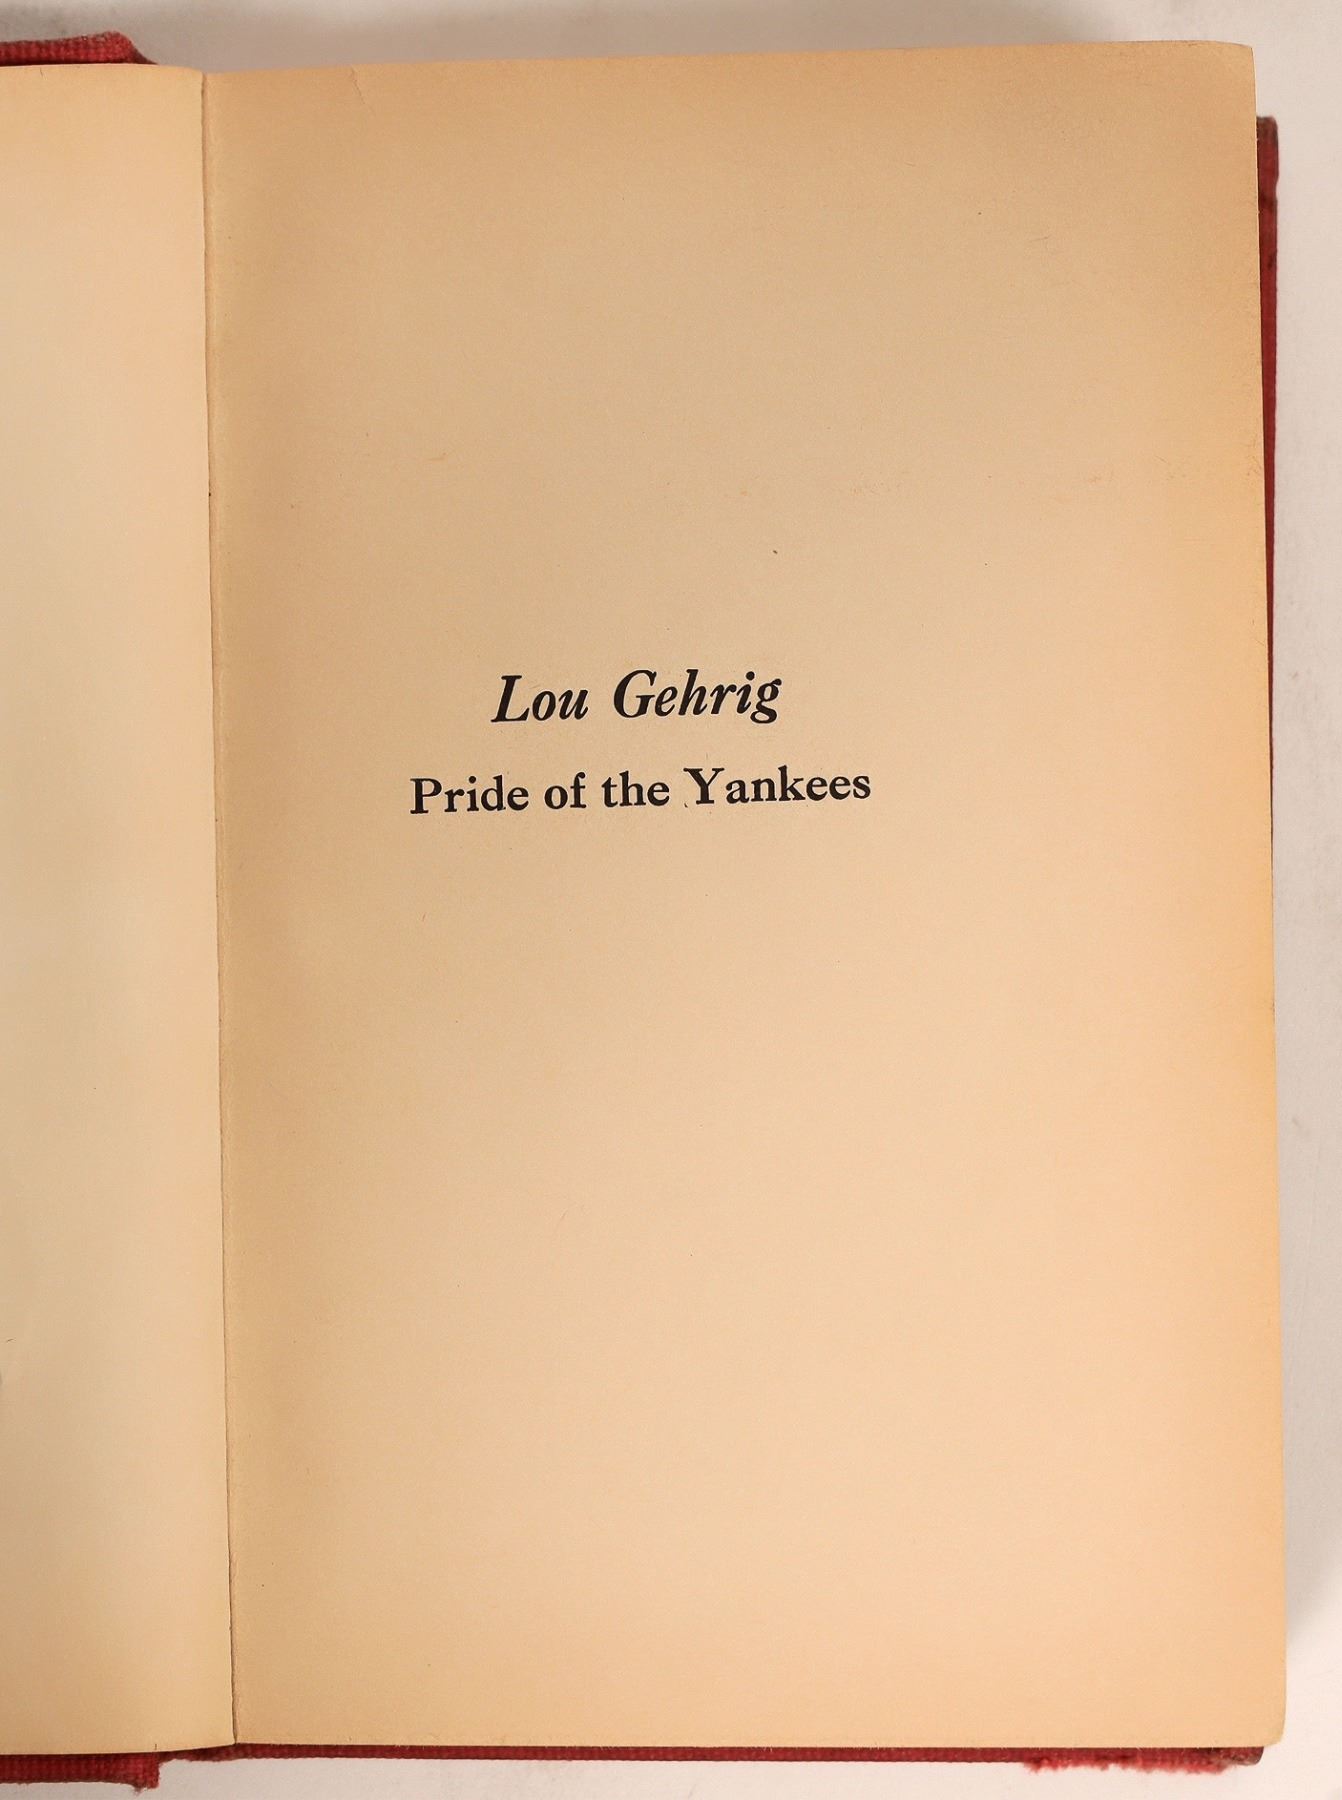 Lou Gehrig
Pride of the Yankees